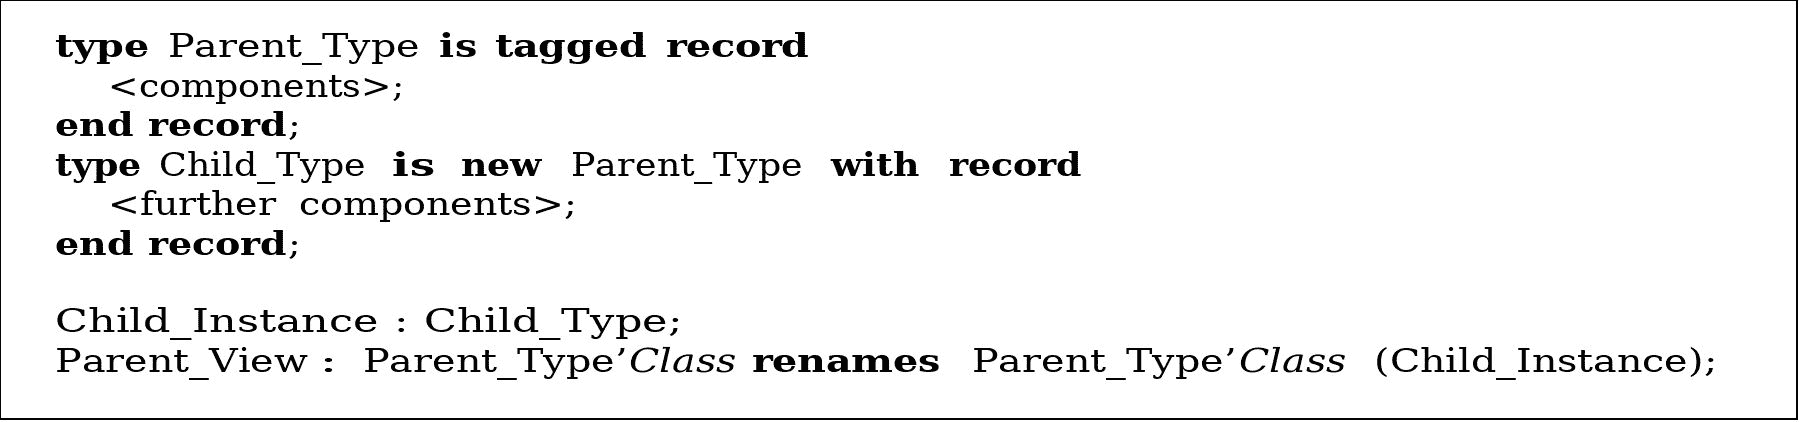 type Parent_Type is tagged record
<components>;
end record;
type Child_Type is new Parent_Type with record
<further components>;
end record;
Child_Instance : Child_Type;
Parent_View : Parent_Type’Class renames Parent_Type’Class (Child_Instance);